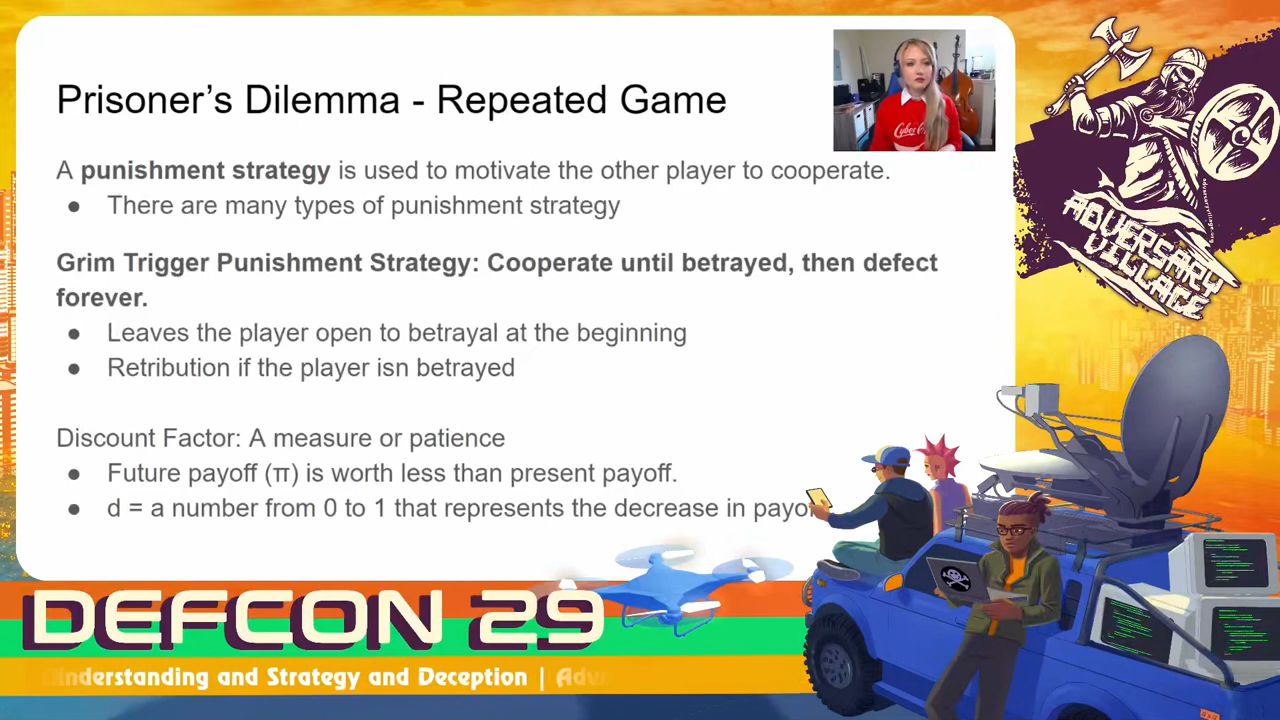 Prisoner's Dilemma - Repeated Game
A punishment strategy is used to motivate the other player to cooperate.
● There are many types of punishment strategy
Grim Trigger Punishment Strategy: Cooperate until betrayed, then defect
forever.
● Leaves the player open to betrayal at the beginning
● Retribution if the player isn betrayed
Discount Factor: A measure or patience
● Future payoff (π) is worth less than present payoff.
● d = a number from 0 to 1 that represents the decrease in
ADVERSARY
VILLAGE
DEFCON 29
Understanding and Strategy and Deception |